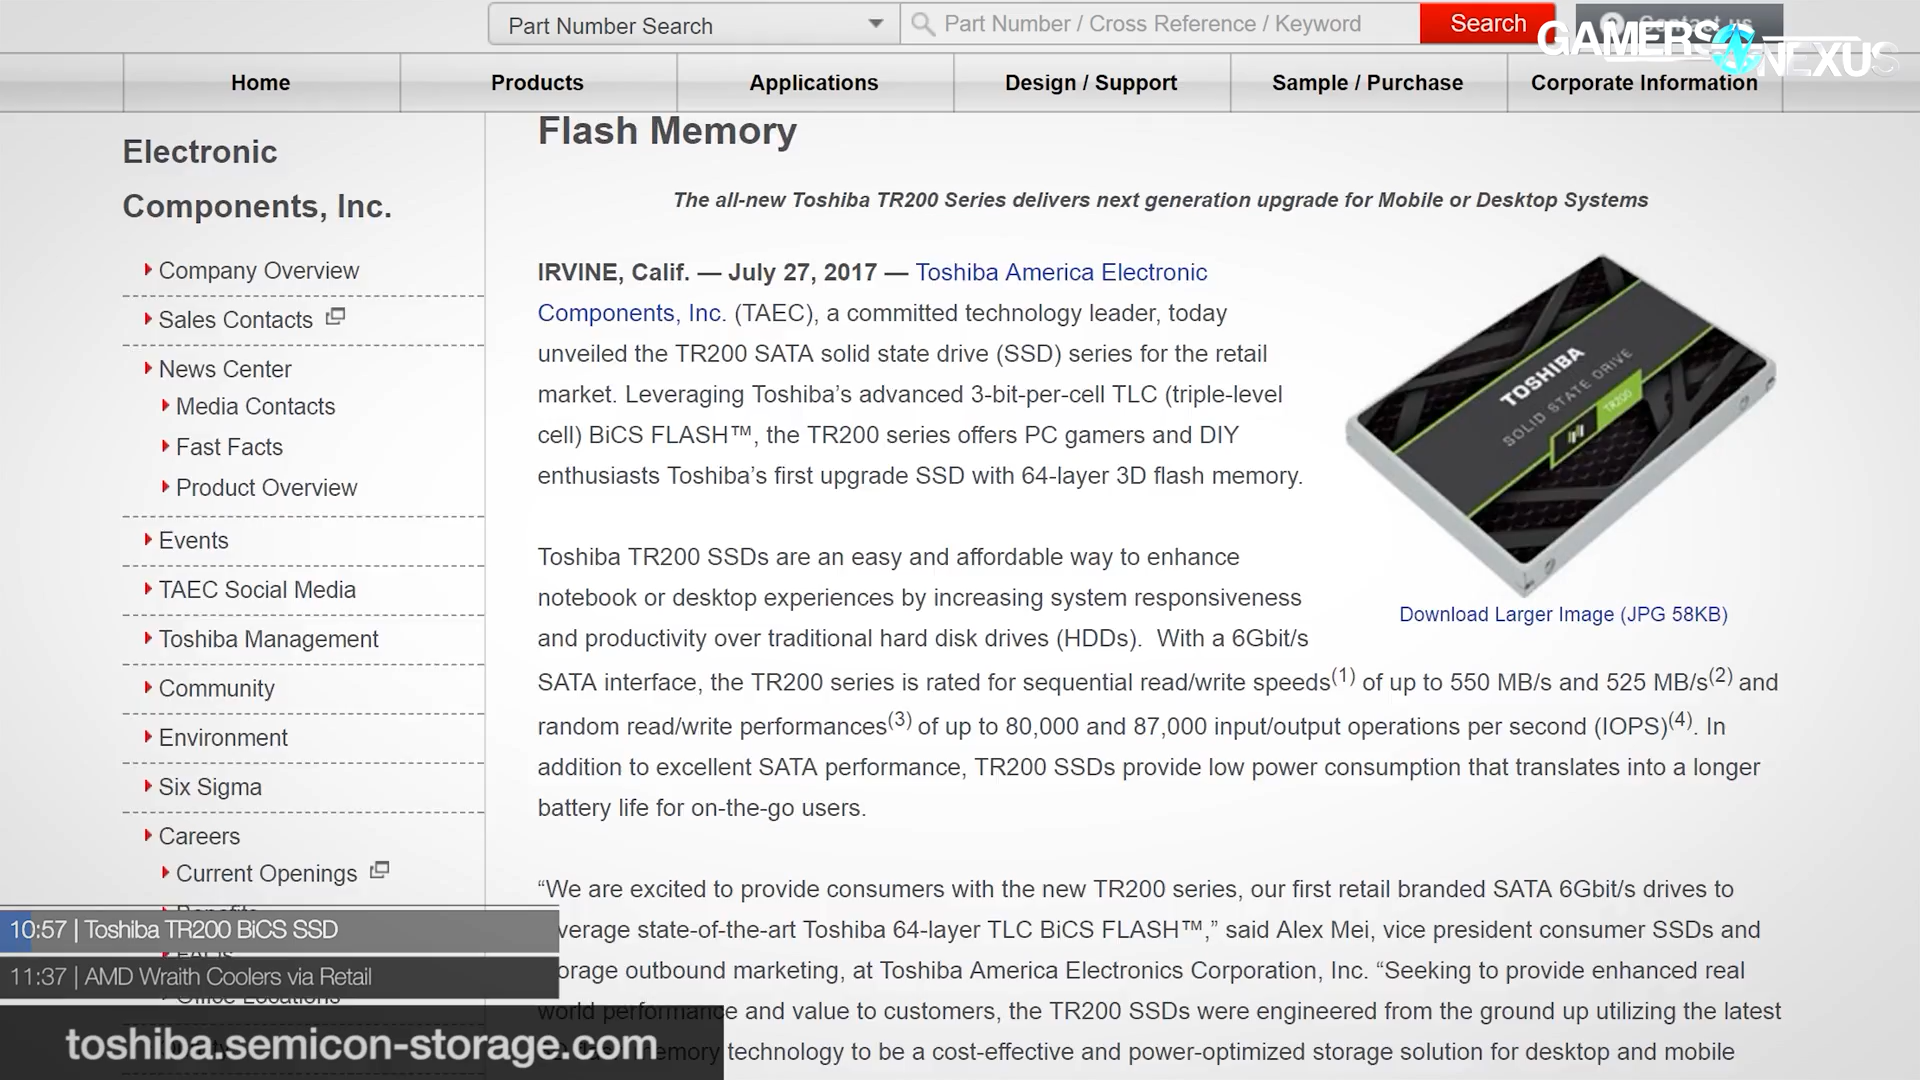 Part Number Search
Part Number / Cross Reference / Keyword
Search
Contact us
GAMERS NEXUS
Home
Products
Applications
Design / Support
Sample / Purchase
Corporate Information
Electronic
Components, Inc.
Company Overview
Sales Contacts
News Center
Media Contacts
Fast Facts
Product Overview
Events
TAEC Social Media
Toshiba Management
Community
Environment
Six Sigma
Careers
Current Openings
Benefits
FAQs
Office Locations
Flash Memory
The all-new Toshiba TR200 Series delivers next generation upgrade for Mobile or Desktop Systems
IRVINE, Calif. — July 27, 2017 — Toshiba America Electronic
Components, Inc. (TAEC), a committed technology leader, today
unveiled the TR200 SATA solid state drive (SSD) series for the retail
market. Leveraging Toshiba’s advanced 3-bit-per-cell TLC (triple-level
cell) BiCS FLASH™, the TR200 series offers PC gamers and DIY
enthusiasts Toshiba’s first upgrade SSD with 64-layer 3D flash memory.
TOSHIBA
SOLID STATE DRIVE
TR200
Download Larger Image (JPG 58KB)
Toshiba TR200 SSDs are an easy and affordable way to enhance
notebook or desktop experiences by increasing system responsiveness
and productivity over traditional hard disk drives (HDDs).  With a 6Gbit/s
SATA interface, the TR200 series is rated for sequential read/write speeds(1) of up to 550 MB/s and 525 MB/s(2) and
random read/write performances(3) of up to 80,000 and 87,000 input/output operations per second (IOPS)(4). In
addition to excellent SATA performance, TR200 SSDs provide low power consumption that translates into a longer
battery life for on-the-go users.
“We are excited to provide consumers with the new TR200 series, our first retail branded SATA 6Gbit/s drives to
verage state-of-the-art Toshiba 64-layer TLC BiCS FLASH™,” said Alex Mei, vice president consumer SSDs and
orage outbound marketing, at Toshiba America Electronics Corporation, Inc. “Seeking to provide enhanced real
world performance and value to customers, the TR200 SSDs were engineered from the ground up utilizing the latest
memory technology to be a cost-effective and power-optimized storage solution for desktop and mobile
10:57 | Toshiba TR200 BiCS SSD
11:37 | AMD Wraith Coolers via Retail
toshiba.semicon-storage.com